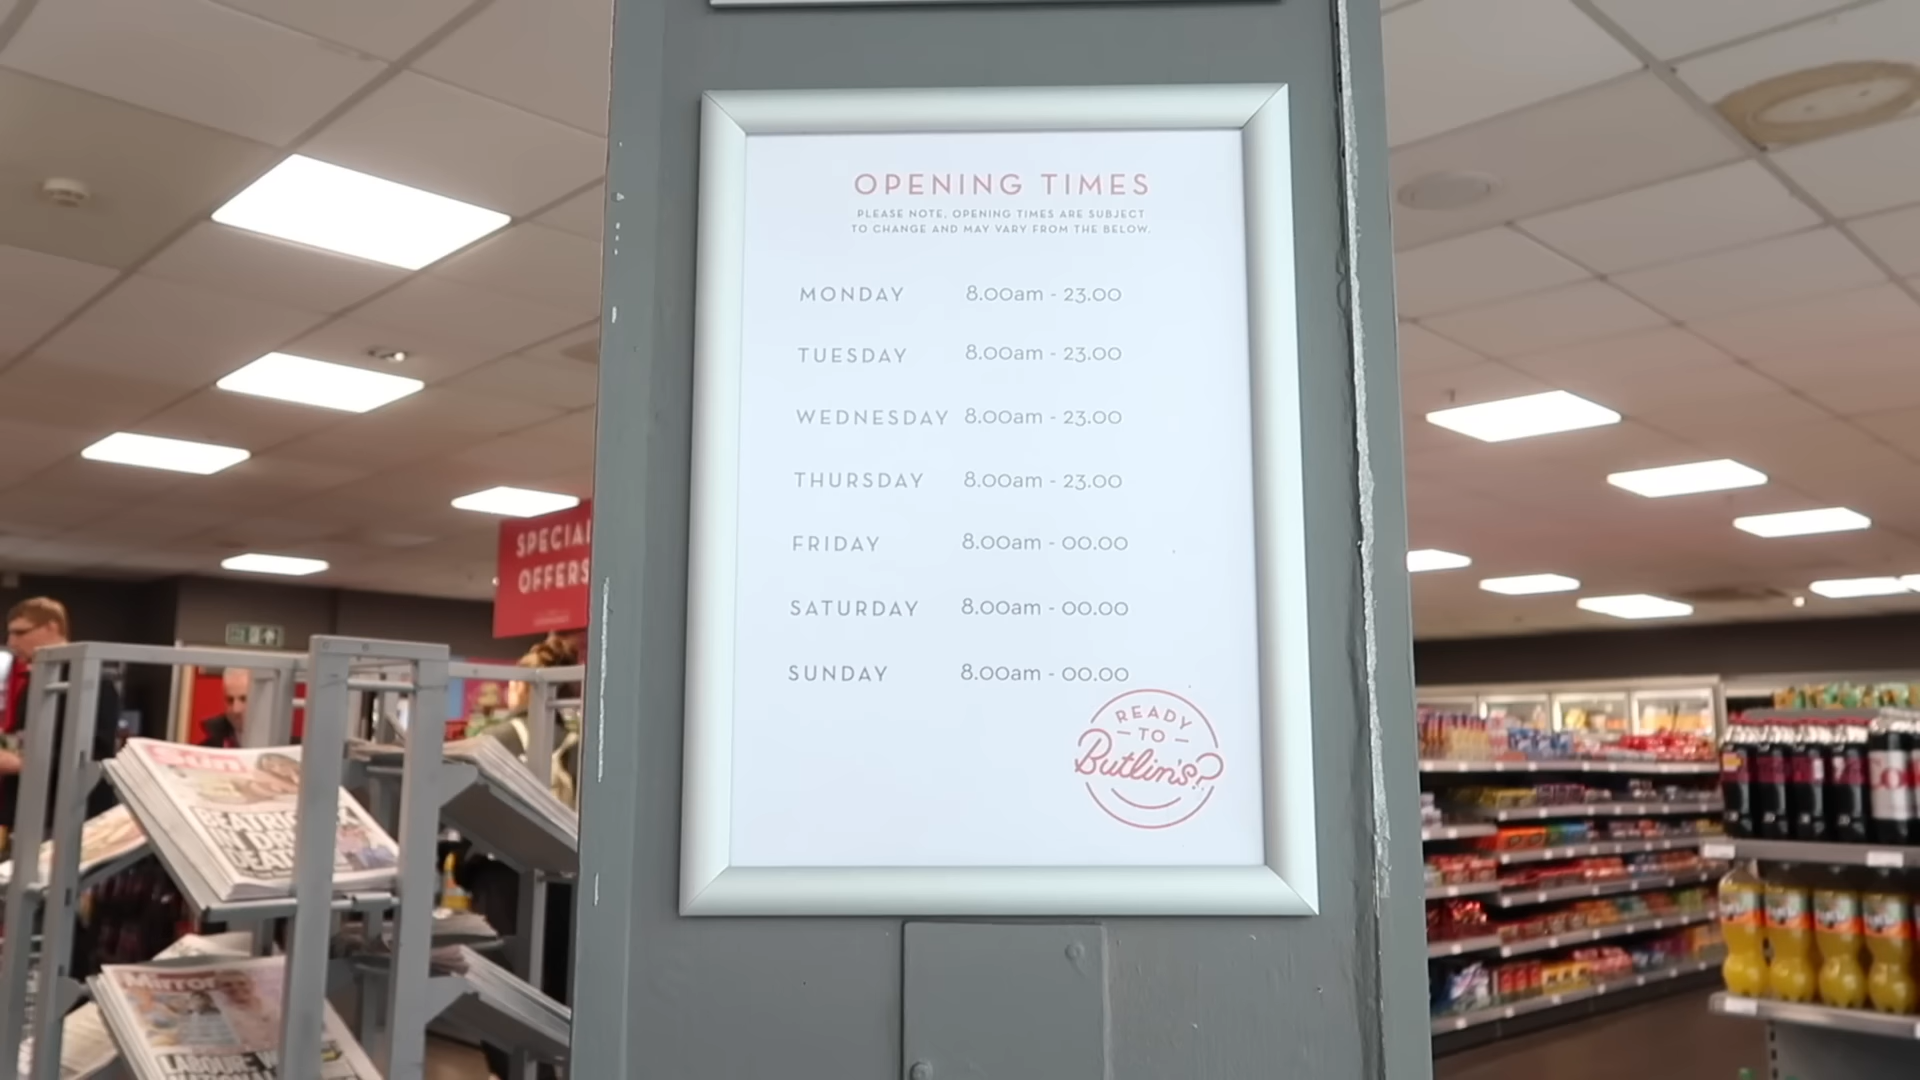 OPENING TIMES
PLEASE NOTE, OPENING TIMES ARE SUBJECT
TO CHANGE AND MAY VARY FROM THE BELOW.
MONDAY 8.00am - 23.00
TUESDAY 8.00am - 23.00
WEDNESDAY 8.00am - 23.00
THURSDAY 8.00am - 23.00
FRIDAY 8.00am - 00.00
SATURDAY 8.00am - 00.00
SUNDAY 8.00am - 00.00
READY
- TO -
Butlin's?
SPECIAL
OFFERS
Sun
Mirror
LABOUR: